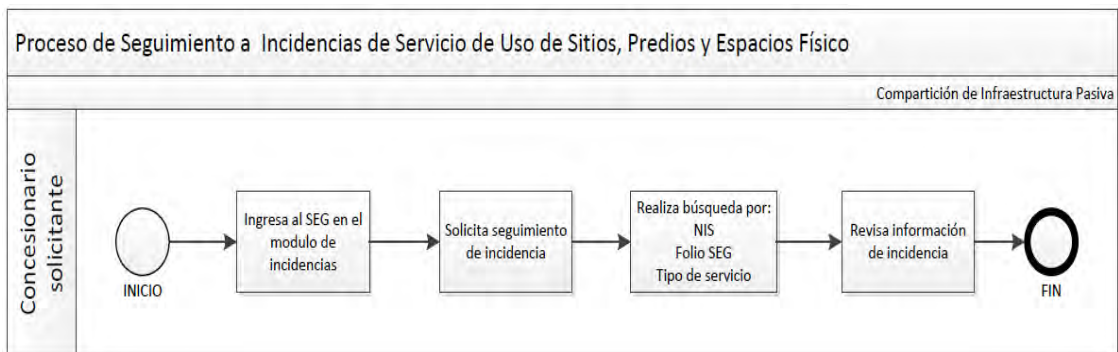 Proceso de Seguimiento a Incidencias de Servicio de Uso de Sitios, Predios y Espacios Físico
Compartición de Infraestructura Pasiva
Concesionario
solicitante
INICIO
Ingresa al SEG en el
modulo de
incidencias
Solicita seguimiento
de incidencia
Realiza búsqueda por:
NIS
Folio SEG
Tipo de servicio
Revisa información
de incidencia
FIN